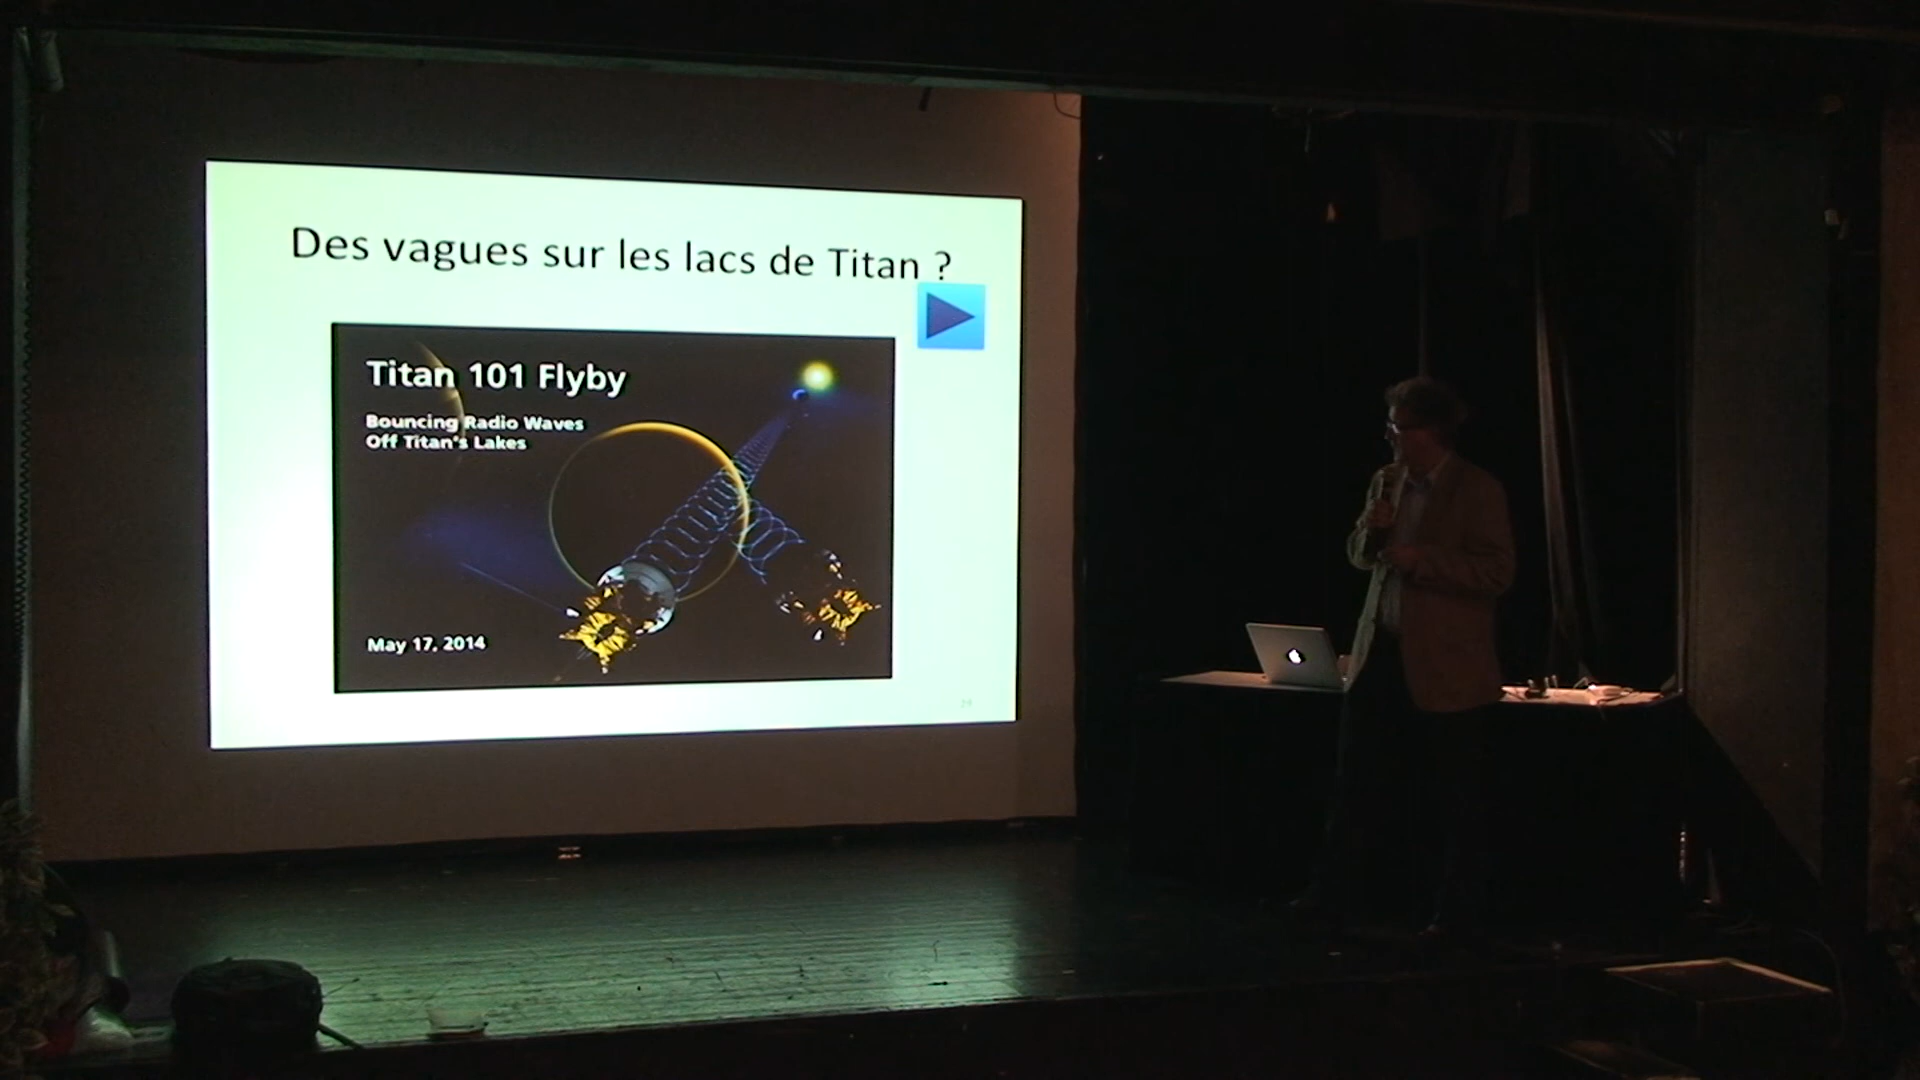 Des vagues sur les lacs de Titan ?
Titan 101 Flyby
Bouncing Radio Waves
Off Titan's Lakes
May 17, 2014